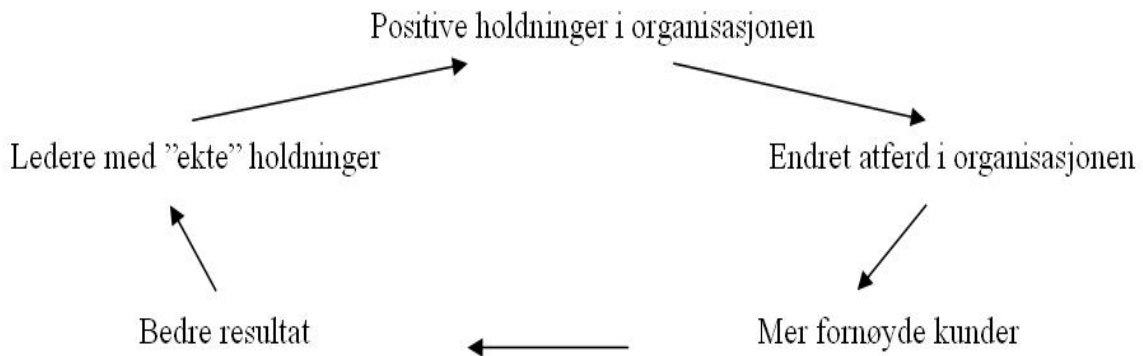 Positive holdninger i organisasjonen
Ledere med ”ekte” holdninger
Endret atferd i organisasjonen
Bedre resultat
Mer fornøyde kunder